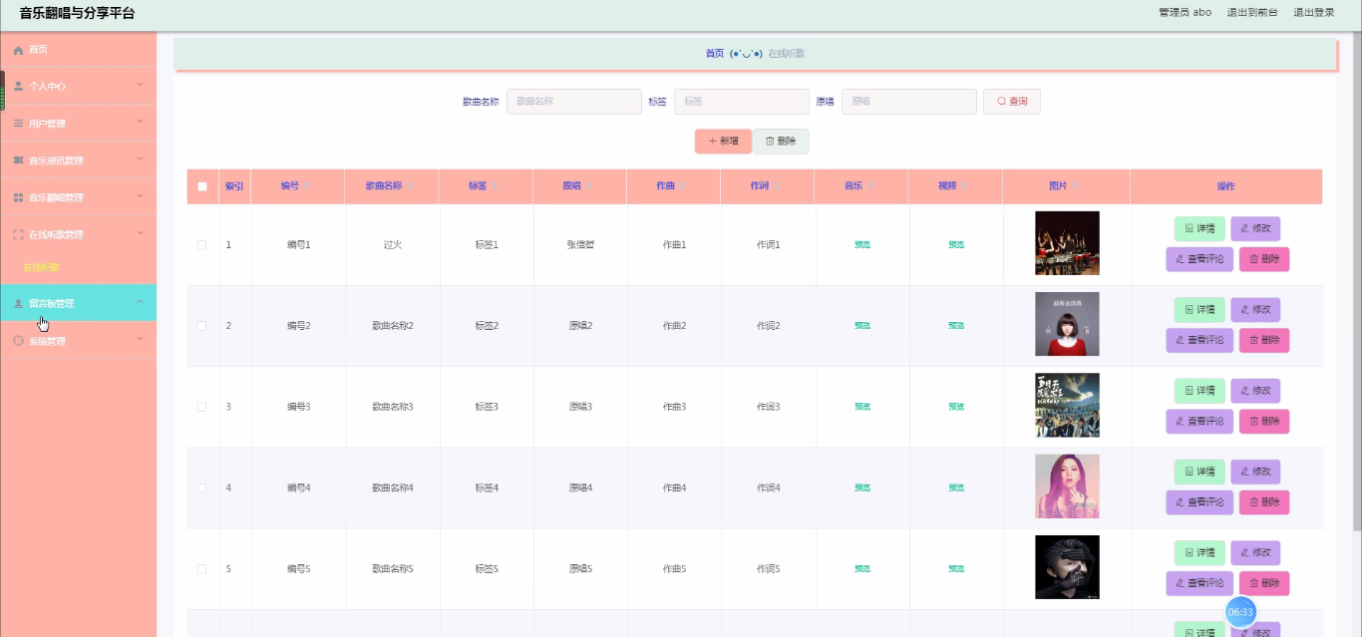 音乐翻唱与分享平台
管理员 abo 退出到前台 退出登录
首页
个人中心
用户管理
音乐资讯管理
音乐翻唱管理
在线听歌管理
在线听歌
留言板管理
系统管理
首页 (●'◡'●) 在线听歌
歌曲名称 歌曲名称 标签 标签 原唱 原唱 查询
+ 新增 删除
索引 编号 歌曲名称 标签 原唱 作曲 作词 音乐 视频 图片 操作
1 编号1 过火 标签1 张信哲 作曲1 作词1 预览 预览 详情 修改
查看评论 删除
2 编号2 歌曲名称2 标签2 原唱2 作曲2 作词2 预览 预览 详情 修改
查看评论 删除
3 编号3 歌曲名称3 标签3 原唱3 作曲3 作词3 预览 预览 详情 修改
查看评论 删除
4 编号4 歌曲名称4 标签4 原唱4 作曲4 作词4 预览 预览 详情 修改
查看评论 删除
5 编号5 歌曲名称5 标签5 原唱5 作曲5 作词5 预览 预览 详情 修改
查看评论 删除
06:33
详情 修改